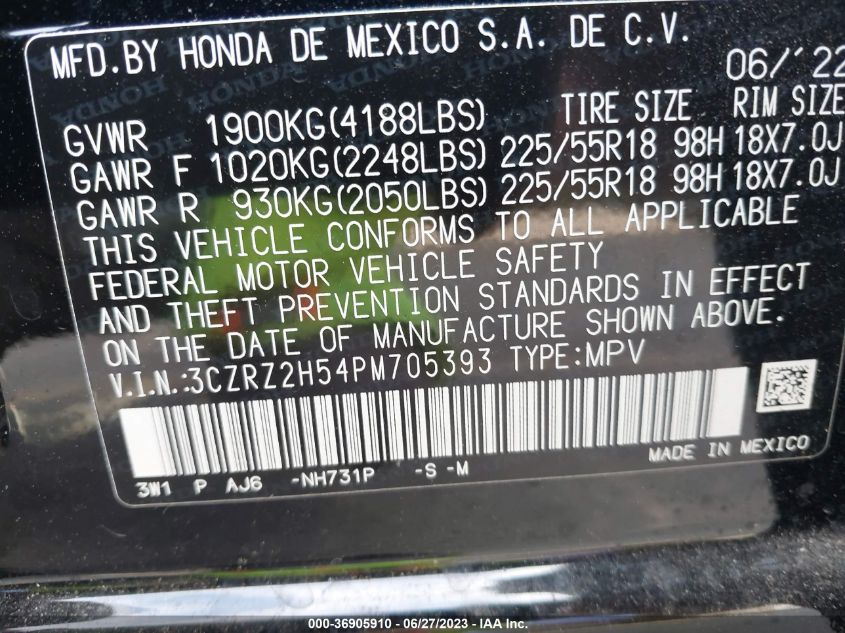 MFD.BY HONDA DE MEXICO S.A. DE C.V.
06/'22
TIRE SIZE RIM SIZE
GVWR 1900KG(4188LBS)
GAWR F 1020KG(2248LBS) 225/55R18 98H 18X7.0J
GAWR R 930KG(2050LBS) 225/55R18 98H 18X7.0J
THIS VEHICLE CONFORMS TO ALL APPLICABLE
FEDERAL MOTOR VEHICLE SAFETY
AND THEFT PREVENTION STANDARDS IN EFFECT
ON THE DATE OF MANUFACTURE SHOWN ABOVE.
V.I.N.:3CZRZ2H54PM705393 TYPE:MPV
MADE IN MEXICO
3W1 P AJ6 -NH731P -S -M
000-36905910 - 06/27/2023 - IAA Inc.